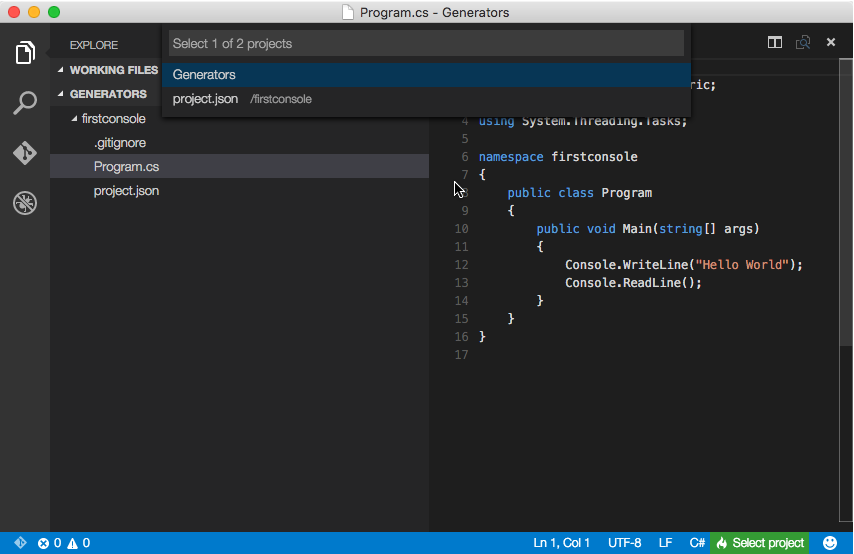 Program.cs - Generators
EXPLORE
Select 1 of 2 projects
WORKING FILES
Generators
GENERATORS
project.json /firstconsole
ric;
firstconsole
4 using System.Threading.Tasks;
.gitignore
5
Program.cs
6 namespace firstconsole
7 {
project.json
8 public class Program
9 {
10 public void Main(string[] args)
11 {
12 Console.WriteLine("Hello World");
13 Console.ReadLine();
14 }
15 }
16 }
17
0 0
Ln 1, Col 1 UTF-8 LF C# Select project